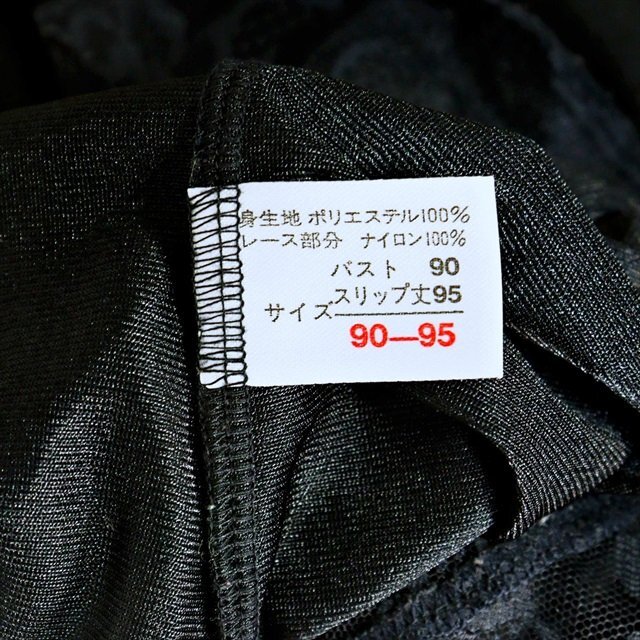 身生地 ポリエステル100%
レース部分 ナイロン100%
バスト 90
スリップ丈95
サイズ
90—95